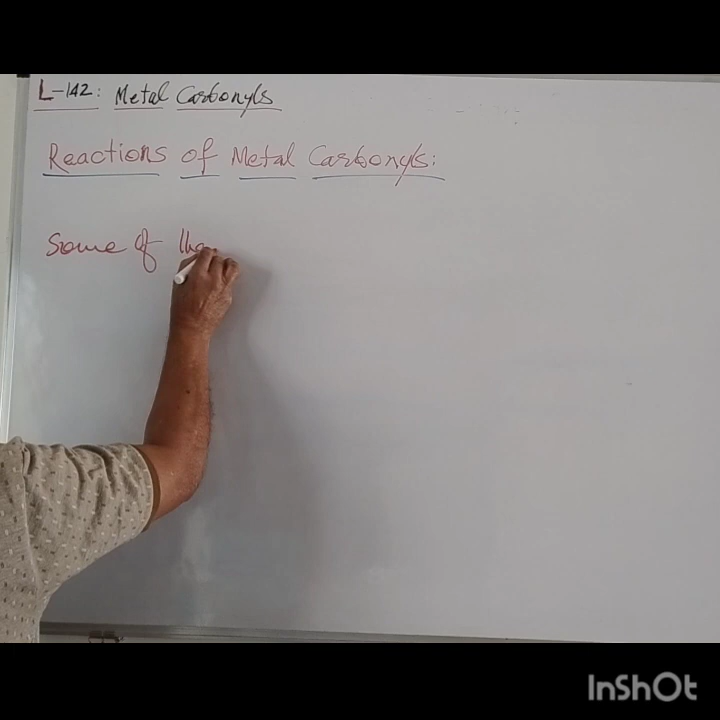 L-142: Metal Carbonyls
Reactions of Metal Carbonyls:
Some of
InShOt